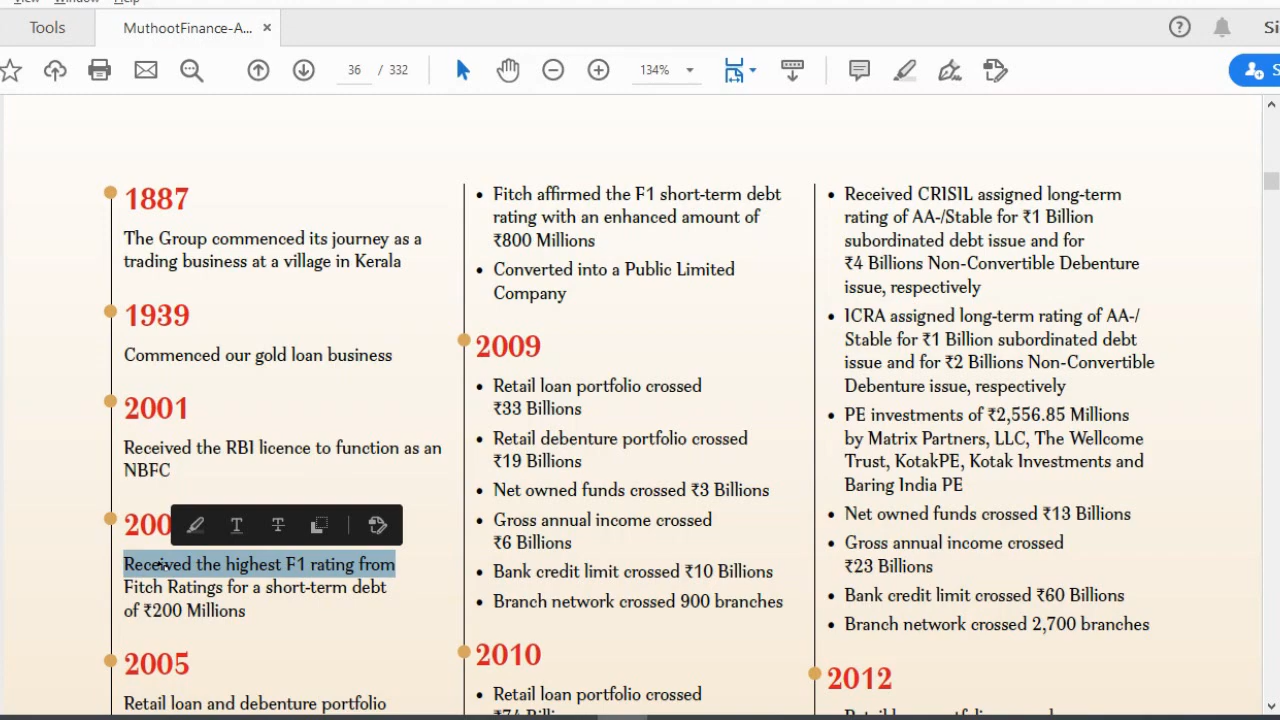 View Window Help
Tools
MuthootFinance-A... ×
36 / 332
134%
1887
The Group commenced its journey as a
trading business at a village in Kerala
1939
Commenced our gold loan business
2001
Received the RBI licence to function as an
NBFC
200
Received the highest F1 rating from
Fitch Ratings for a short-term debt
of ₹200 Millions
2005
Retail loan and debenture portfolio
• Fitch affirmed the F1 short-term debt
rating with an enhanced amount of
₹800 Millions
• Converted into a Public Limited
Company
2009
• Retail loan portfolio crossed
₹33 Billions
• Retail debenture portfolio crossed
₹19 Billions
• Net owned funds crossed ₹3 Billions
• Gross annual income crossed
₹6 Billions
• Bank credit limit crossed ₹10 Billions
• Branch network crossed 900 branches
2010
• Retail loan portfolio crossed
₹74 Billions
• Received CRISIL assigned long-term
rating of AA-/Stable for ₹1 Billion
subordinated debt issue and for
₹4 Billions Non-Convertible Debenture
issue, respectively
• ICRA assigned long-term rating of AA-/
Stable for ₹1 Billion subordinated debt
issue and for ₹2 Billions Non-Convertible
Debenture issue, respectively
• PE investments of ₹2,556.85 Millions
by Matrix Partners, LLC, The Wellcome
Trust, KotakPE, Kotak Investments and
Baring India PE
• Net owned funds crossed ₹13 Billions
• Gross annual income crossed
₹23 Billions
• Bank credit limit crossed ₹60 Billions
• Branch network crossed 2,700 branches
2012